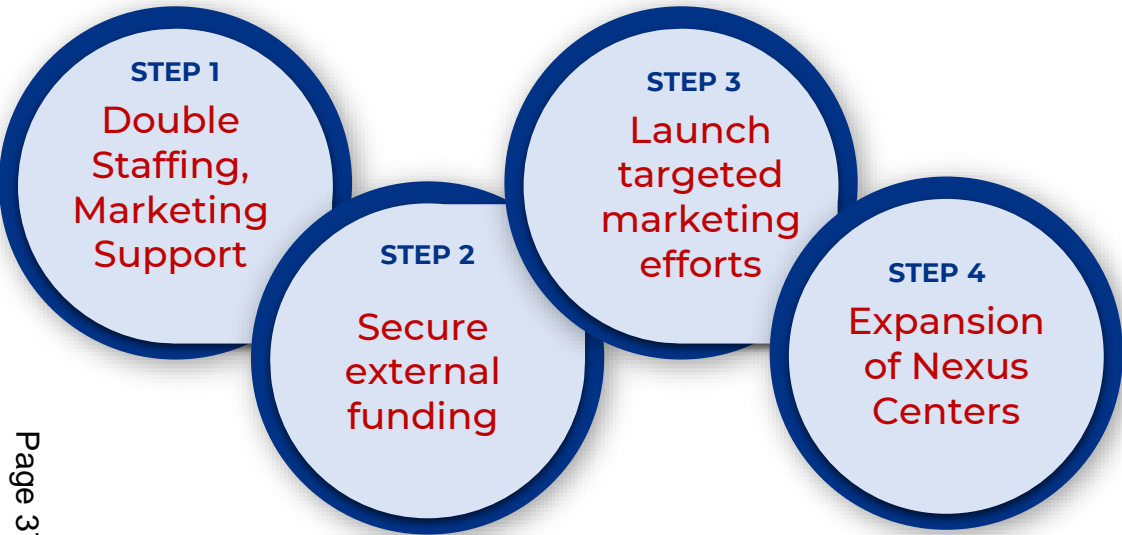 STEP 1
Double
Staffing,
Marketing
Support
STEP 2
Secure
external
funding
STEP 3
Launch
targeted
marketing
efforts
STEP 4
Expansion
of Nexus
Centers
Page